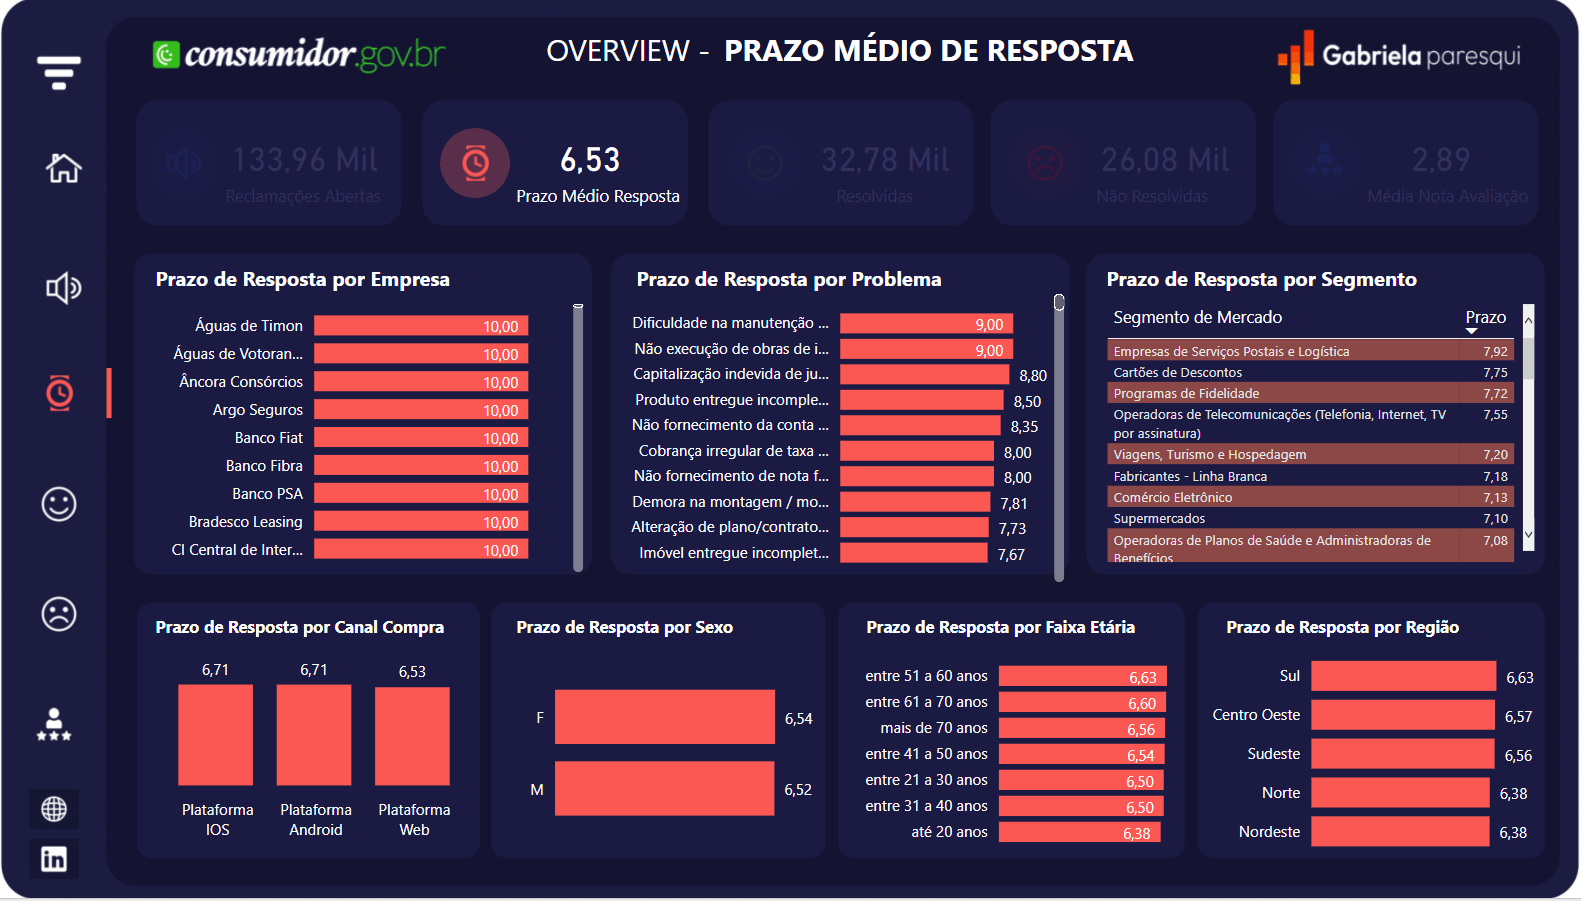 consumidor.gov.br
OVERVIEW - PRAZO MÉDIO DE RESPOSTA
Gabriela paresqui
133,96 Mil
Reclamações Abertas
6,53
Prazo Médio Resposta
32,78 Mil
Resolvidas
26,08 Mil
Não Resolvidas
2,89
Média Nota Avaliação
Prazo de Resposta por Empresa
Águas de Timon 10,00
Águas de Votoran... 10,00
Âncora Consórcios 10,00
Argo Seguros 10,00
Banco Fiat 10,00
Banco Fibra 10,00
Banco PSA 10,00
Bradesco Leasing 10,00
CI Central de Inter... 10,00
Prazo de Resposta por Problema
Dificuldade na manutenção ... 9,00
Não execução de obras de i... 9,00
Capitalização indevida de ju... 8,80
Produto entregue incomple... 8,50
Não fornecimento da conta ... 8,35
Cobrança irregular de taxa ... 8,00
Não fornecimento de nota f... 8,00
Demora na montagem / mo... 7,81
Alteração de plano/contrato... 7,73
Imóvel entregue incomplet... 7,67
Prazo de Resposta por Segmento
Segmento de Mercado Prazo
Empresas de Serviços Postais e Logística 7,92
Cartões de Descontos 7,75
Programas de Fidelidade 7,72
Operadoras de Telecomunicações (Telefonia, Internet, TV 7,55
por assinatura)
Viagens, Turismo e Hospedagem 7,20
Fabricantes - Linha Branca 7,18
Comércio Eletrônico 7,13
Supermercados 7,10
Operadoras de Planos de Saúde e Administradoras de 7,08
Benefícios
Prazo de Resposta por Canal Compra
6,71 6,71 6,53
Plataforma Plataforma Plataforma
IOS Android Web
Prazo de Resposta por Sexo
F 6,54
M 6,52
Prazo de Resposta por Faixa Etária
entre 51 a 60 anos 6,63
entre 61 a 70 anos 6,60
mais de 70 anos 6,56
entre 41 a 50 anos 6,54
entre 21 a 30 anos 6,50
entre 31 a 40 anos 6,50
até 20 anos 6,38
Prazo de Resposta por Região
Sul 6,63
Centro Oeste 6,57
Sudeste 6,56
Norte 6,38
Nordeste 6,38
in